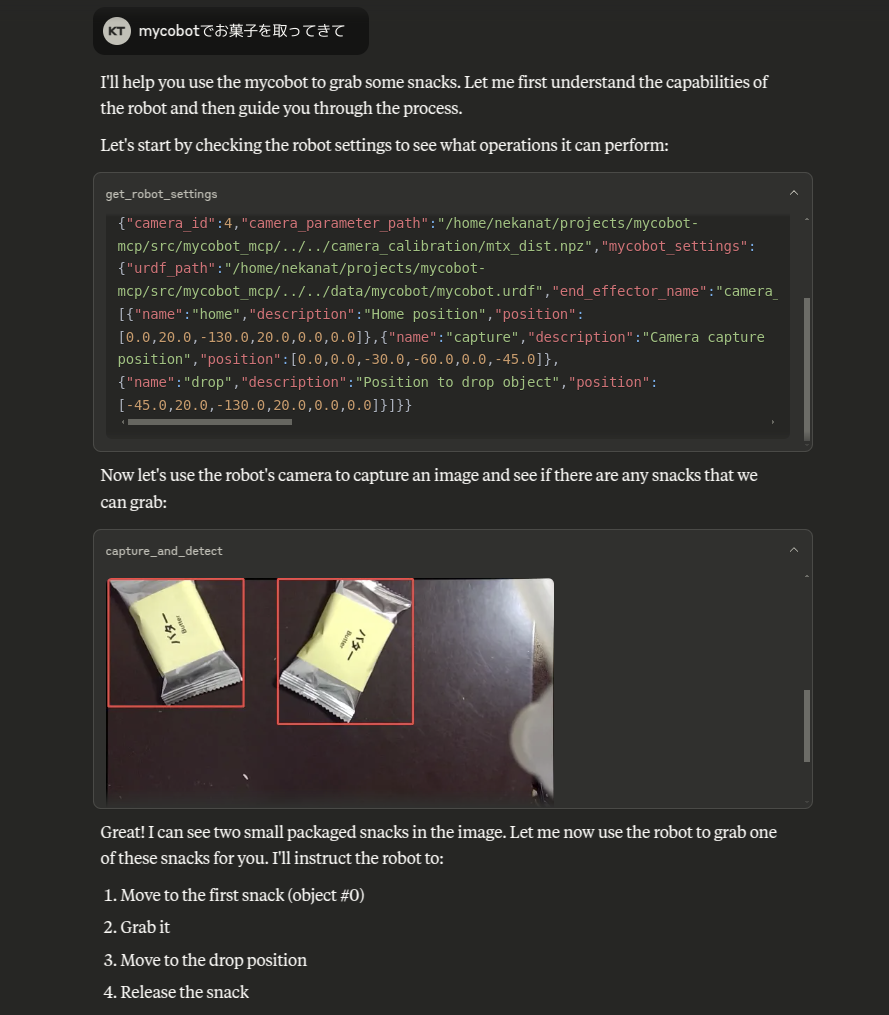 KT mycobotでお菓子を取ってきて
I'll help you use the mycobot to grab some snacks. Let me first understand the capabilities of
the robot and then guide you through the process.
Let's start by checking the robot settings to see what operations it can perform:
get_robot_settings
{"camera_id":4,"camera_parameter_path":"/home/nekanat/projects/mycobot-
mcp/src/mycobot_mcp/../../camera_calibration/mtx_dist.npz","mycobot_settings":
{"urdf_path":"/home/nekanat/projects/mycobot-
mcp/src/mycobot_mcp/../../data/mycobot/mycobot.urdf","end_effector_name":"camera_
[{"name":"home","description":"Home position","position":
[0.0,20.0,-130.0,20.0,0.0,0.0]},{"name":"capture","description":"Camera capture
position","position":[0.0,0.0,-30.0,-60.0,0.0,-45.0]},
{"name":"drop","description":"Position to drop object","position":
[-45.0,20.0,-130.0,20.0,0.0,0.0]}]}}
Now let's use the robot's camera to capture an image and see if there are any snacks that we
can grab:
capture_and_detect
バター
Butter
バター
Butter
Great! I can see two small packaged snacks in the image. Let me now use the robot to grab one
of these snacks for you. I'll instruct the robot to:
1. Move to the first snack (object #0)
2. Grab it
3. Move to the drop position
4. Release the snack